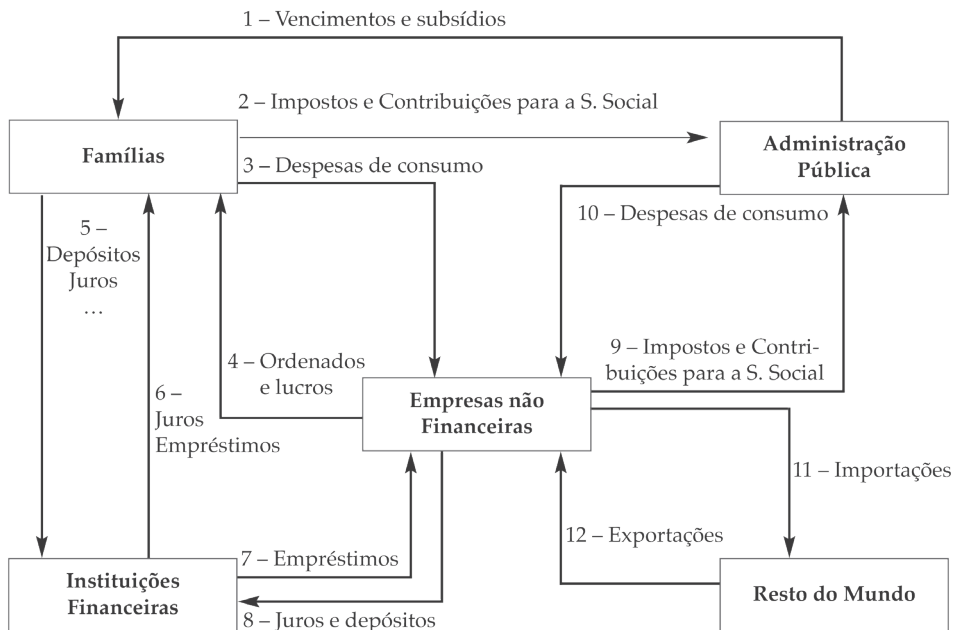 1 – Vencimentos e subsídios
2 – Impostos e Contribuições para a S. Social
Famílias
Administração
Pública
3 – Despesas de consumo
10 – Despesas de consumo
5 –
Depósitos
Juros
…
4 – Ordenados
e lucros
9 – Impostos e Contri-
buições para a S. Social
6 –
Juros
Empréstimos
Empresas não
Financeiras
11 – Importações
12 – Exportações
7 – Empréstimos
Instituições
Financeiras
Resto do Mundo
8 – Juros e depósitos